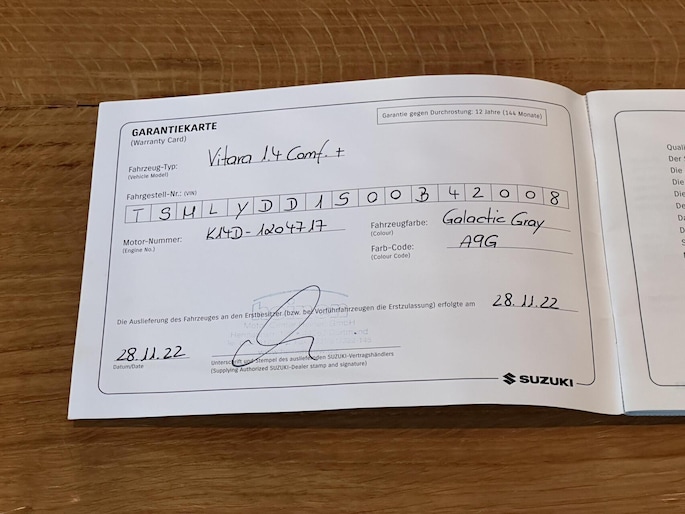 GARANTIEKARTE
(Warranty Card)
Garantie gegen Durchrostung: 12 Jahre (144 Monate)
Fahrzeug-Typ: Vitara 1.4 Comf. +
(Vehicle Model)
Fahrgestell-Nr.: (VIN)
T S M L Y D D 1 S 0 0 B 4 2 0 0 8
Motor-Nummer: K14D-1204717
(Engine No.)
Fahrzeugfarbe: Galactic Gray
(Colour)
Farb-Code: A9G
(Colour Code)
Die Auslieferung des Fahrzeuges an den Erstbesitzer (bzw. bei Vorführfahrzeugen die Erstzulassung) erfolgte am 28.11.22
28.11.22
Datum/Date
Unterschrift und Stempel des ausliefernden SUZUKI-Vertragshändlers
(Supplying Authorized SUZUKI-Dealer stamp and signature)
SUZUKI